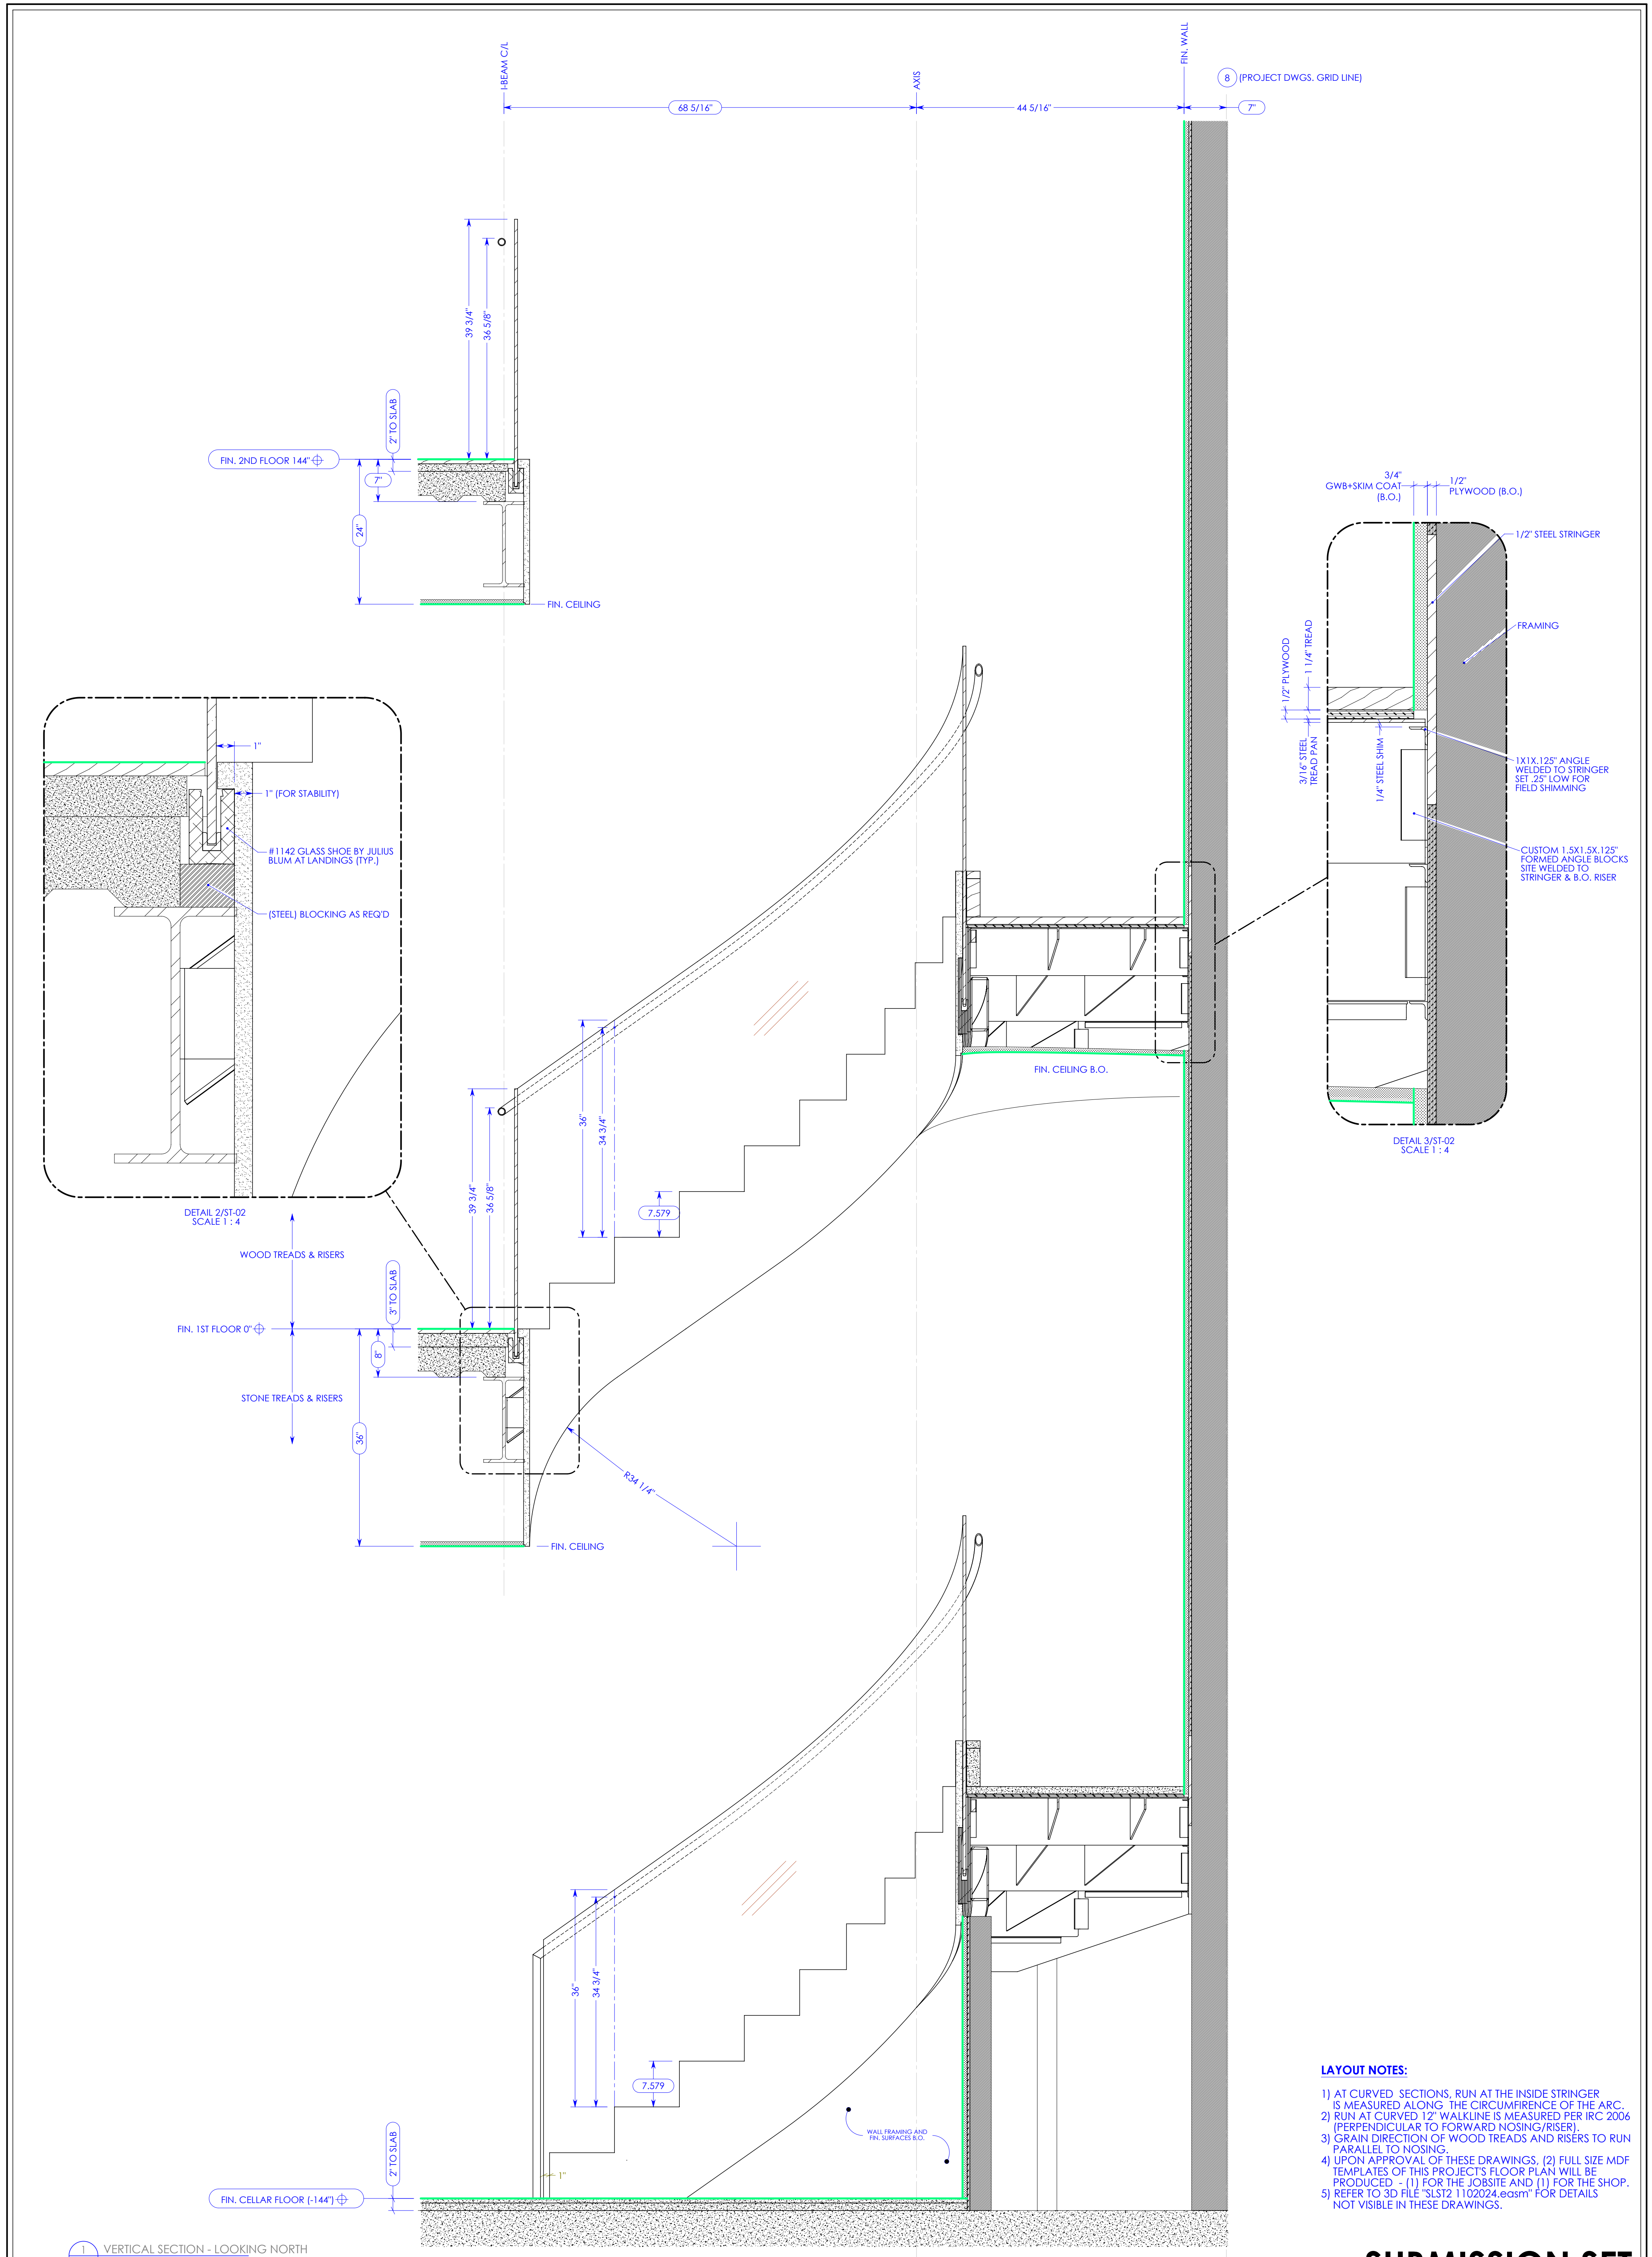 I-BEAM C/L
AXIS
FIN. WALL
8 (PROJECT DWGS. GRID LINE)
68 5/16"
44 5/16"
7"
39 3/4"
36 5/8"
2" TO SLAB
FIN. 2ND FLOOR 144"
7"
24"
FIN. CEILING
3/4"
GWB+SKIM COAT
(B.O.)
1/2"
PLYWOOD (B.O.)
1/2" STEEL STRINGER
FRAMING
1/2" PLYWOOD
1 1/4" TREAD
3/16" STEEL
TREAD PAN
1/4" STEEL SHIM
1X1X.125" ANGLE
WELDED TO STRINGER
SET .25" LOW FOR
FIELD SHIMMING
CUSTOM 1.5X1.5X.125"
FORMED ANGLE BLOCKS
SITE WELDED TO
STRINGER & B.O. RISER
DETAIL 3/ST-02
SCALE 1 : 4
1"
1" (FOR STABILITY)
#1142 GLASS SHOE BY JULIUS
BLUM AT LANDINGS (TYP.)
(STEEL) BLOCKING AS REQ'D
DETAIL 2/ST-02
SCALE 1 : 4
FIN. CEILING B.O.
36"
34 3/4"
39 3/4"
36 5/8"
7.579
WOOD TREADS & RISERS
3" TO SLAB
FIN. 1ST FLOOR 0"
8"
STONE TREADS & RISERS
36"
R34 1/4"
FIN. CEILING
36"
34 3/4"
7.579
WALL FRAMING AND
FIN. SURFACES B.O.
1"
2" TO SLAB
FIN. CELLAR FLOOR (-144")
LAYOUT NOTES:
1) AT CURVED SECTIONS, RUN AT THE INSIDE STRINGER
IS MEASURED ALONG THE CIRCUMFIRENCE OF THE ARC.
2) RUN AT CURVED 12" WALKLINE IS MEASURED PER IRC 2006
(PERPENDICULAR TO FORWARD NOSING/RISER).
3) GRAIN DIRECTION OF WOOD TREADS AND RISERS TO RUN
PARALLEL TO NOSING.
4) UPON APPROVAL OF THESE DRAWINGS, (2) FULL SIZE MDF
TEMPLATES OF THIS PROJECT'S FLOOR PLAN WILL BE
PRODUCED - (1) FOR THE JOBSITE AND (1) FOR THE SHOP.
5) REFER TO 3D FILE "SLST2 1102024.easm" FOR DETAILS
NOT VISIBLE IN THESE DRAWINGS.
1 VERTICAL SECTION - LOOKING NORTH
SUBMISSION SET